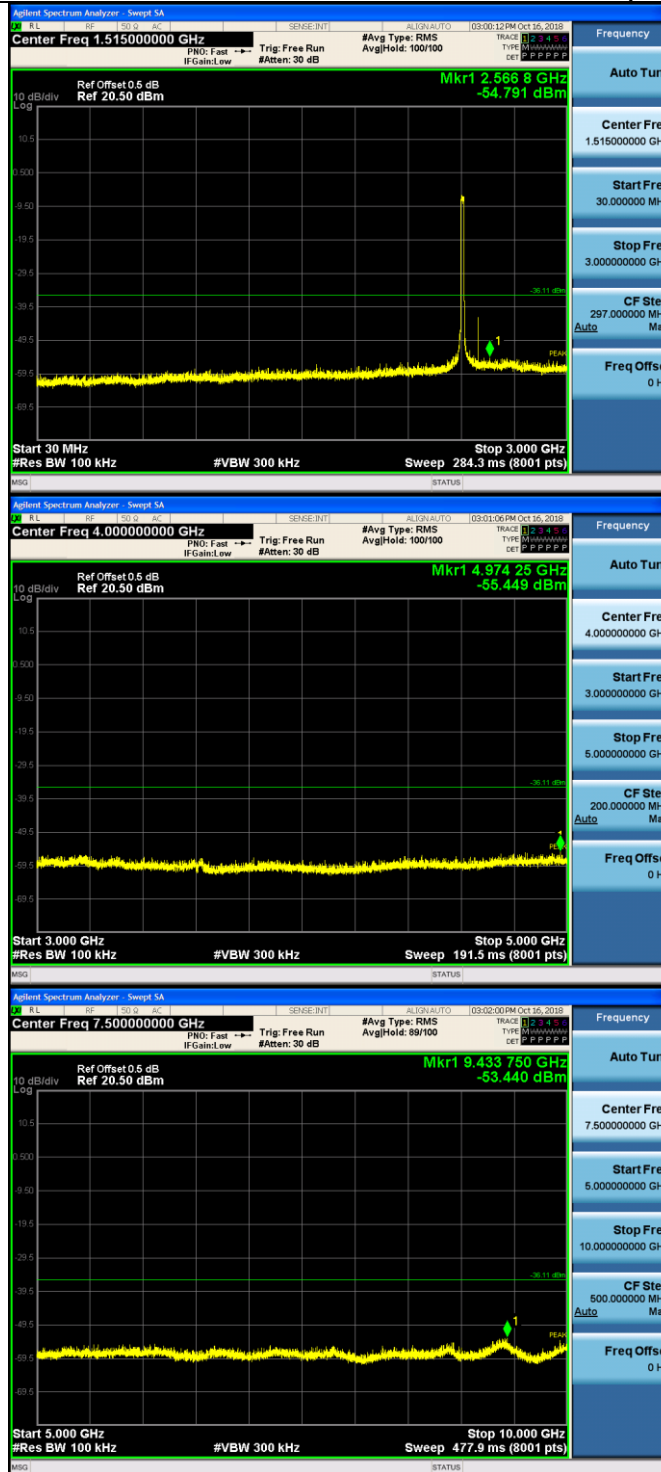 Agilent Spectrum Analyzer - Swept SA
RL RF 50 Ω AC SENSE:INT ALIGN AUTO 03:00:12 PM Oct 16, 2018
Center Freq 1.515000000 GHz #Avg Type: RMS TRACE 1 2 3 4 5 6
PNO: Fast Trig: Free Run Avg|Hold: 100/100 TYPE M
IFGain:Low #Atten: 30 dB DET P P P P P P
Mkr1 2.566 8 GHz
Ref Offset 0.5 dB
10 dB/div Ref 20.50 dBm -54.791 dBm
Log
10.5
0.500
-9.50
-19.5
-29.5
-36.11 dBm
-39.5
-49.5
1
PEAK
-59.5
-69.5
Start 30 MHz Stop 3.000 GHz
#Res BW 100 kHz #VBW 300 kHz Sweep 284.3 ms (8001 pts)
MSG STATUS
Frequency
Auto Tun
Center Fre
1.515000000 GH
Start Fre
30.000000 MH
Stop Fre
3.000000000 GH
CF Ste
297.000000 MH
Auto Ma
Freq Offse
0 H
Agilent Spectrum Analyzer - Swept SA
RL RF 50 Ω AC SENSE:INT ALIGN AUTO 03:01:06 PM Oct 16, 2018
Center Freq 4.000000000 GHz #Avg Type: RMS TRACE 1 2 3 4 5 6
PNO: Fast Trig: Free Run Avg|Hold: 100/100 TYPE M
IFGain:Low #Atten: 30 dB DET P P P P P P
Mkr1 4.974 25 GHz
Ref Offset 0.5 dB
10 dB/div Ref 20.50 dBm -55.449 dBm
Log
10.5
0.500
-9.50
-19.5
-29.5
-36.11 dBm
-39.5
-49.5
1
-59.5
-69.5
Start 3.000 GHz Stop 5.000 GHz
#Res BW 100 kHz #VBW 300 kHz Sweep 191.5 ms (8001 pts)
MSG STATUS
Frequency
Auto Tun
Center Fre
4.000000000 GH
Start Fre
3.000000000 GH
Stop Fre
5.000000000 GH
CF Ste
200.000000 MH
Auto Ma
Freq Offse
0 H
Agilent Spectrum Analyzer - Swept SA
RL RF 50 Ω AC SENSE:INT ALIGN AUTO 03:02:00 PM Oct 16, 2018
Center Freq 7.500000000 GHz #Avg Type: RMS TRACE 1 2 3 4 5 6
PNO: Fast Trig: Free Run Avg|Hold: 89/100 TYPE M
IFGain:Low #Atten: 30 dB DET P P P P P P
Mkr1 9.433 750 GHz
Ref Offset 0.5 dB
10 dB/div Ref 20.50 dBm -53.440 dBm
Log
10.5
0.500
-9.50
-19.5
-29.5
-36.11 dBm
-39.5
-49.5
1
PEAK
-59.5
-69.5
Start 5.000 GHz Stop 10.000 GHz
#Res BW 100 kHz #VBW 300 kHz Sweep 477.9 ms (8001 pts)
MSG STATUS
Frequency
Auto Tun
Center Fre
7.500000000 GH
Start Fre
5.000000000 GH
Stop Fre
10.000000000 GH
CF Ste
500.000000 MH
Auto Ma
Freq Offse
0 H